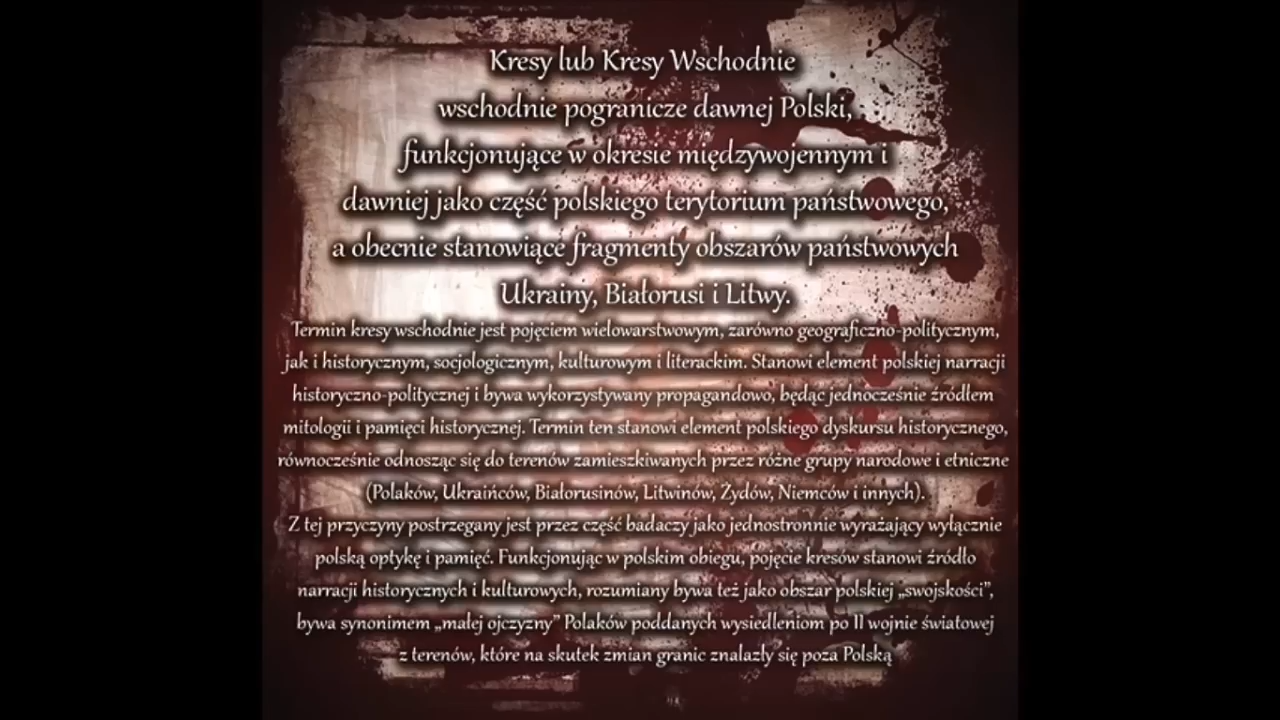 Kresy lub Kresy Wschodnie
wschodnie pogranicze dawnej Polski,
funkcjonujące w okresie międzywojennym i
dawniej jako część polskiego terytorium państwowego,
a obecnie stanowiące fragmenty obszarów państwowych
Ukrainy, Białorusi i Litwy.
Termin kresy wschodnie jest pojęciem wielowarstwowym, zarówno geograficzno-politycznym,
jak i historycznym, socjologicznym, kulturowym i literackim. Stanowi element polskiej narracji
historyczno-politycznej i bywa wykorzystywany propagandowo, będąc jednocześnie źródłem
mitologii i pamięci historycznej. Termin ten stanowi element polskiego dyskursu historycznego,
równocześnie odnosząc się do terenów zamieszkiwanych przez różne grupy narodowe i etniczne
(Polaków, Ukraińców, Białorusinów, Litwinów, Żydów, Niemców i innych).
Z tej przyczyny postrzegany jest przez część badaczy jako jednostronnie wyrażający wyłącznie
polską optykę i pamięć. Funkcjonując w polskim obiegu, pojęcie kresów stanowi źródło
narracji historycznych i kulturowych, rozumiany bywa też jako obszar polskiej „swojskości”,
bywa synonimem „małej ojczyzny” Polaków poddanych wysiedleniom po II wojnie światowej
z terenów, które na skutek zmian granic znalazły się poza Polską